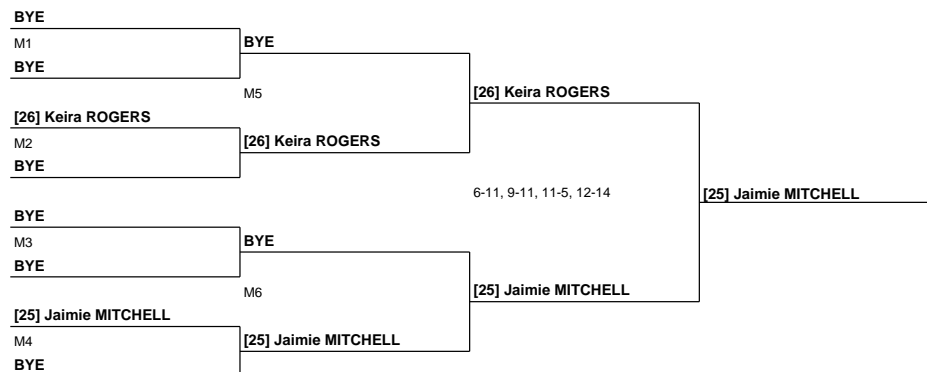 BYE
M1
BYE
BYE
M5
[26] Keira ROGERS
M2
BYE
[26] Keira ROGERS
[26] Keira ROGERS
6-11, 9-11, 11-5, 12-14
[25] Jaimie MITCHELL
BYE
M3
BYE
BYE
M6
[25] Jaimie MITCHELL
[25] Jaimie MITCHELL
M4
BYE
[25] Jaimie MITCHELL